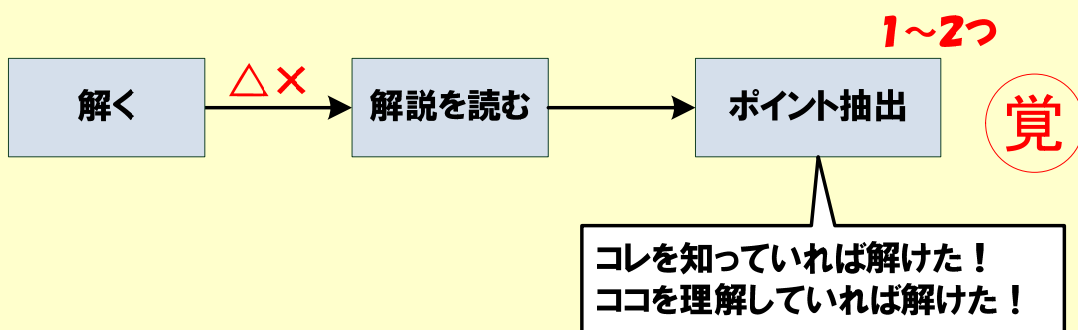 1～2つ
解く
△×
解説を読む
ポイント抽出
覚
コレを知っていれば解けた！
ココを理解していれば解けた！